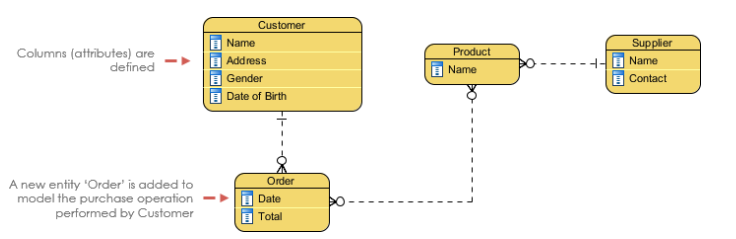 Customer
Name
Address
Gender
Date of Birth
Columns (attributes) are
defined
Product
Name
Supplier
Name
Contact
A new entity 'Order' is added to
model the purchase operation
performed by Customer
Order
Date
Total